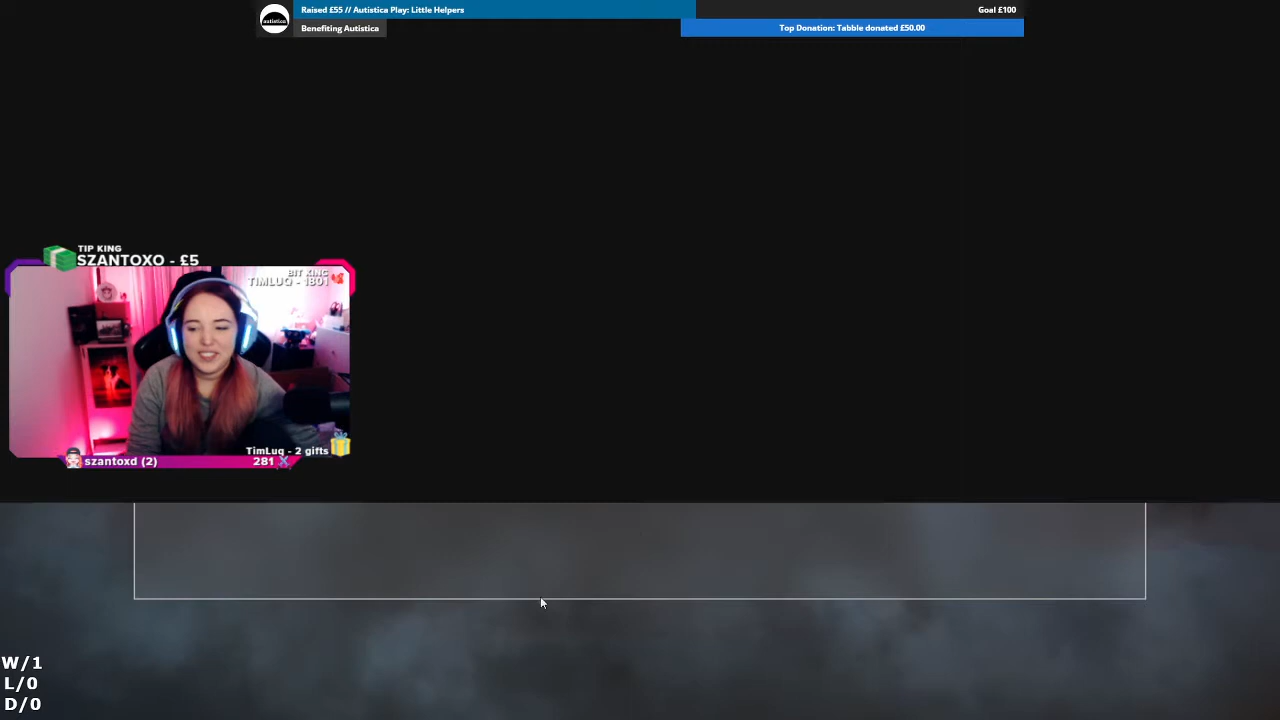 Raised £55 // Autistica Play: Little Helpers
Goal £100
autistica
Benefiting Autistica
Top Donation: Tabble donated £50.00
TIP KING
SZANTOXO - £5
BIT KING
TIMLUQ - 1801
TimLuq - 2 gifts
szantoxd (2)
281
W/1
L/0
D/0